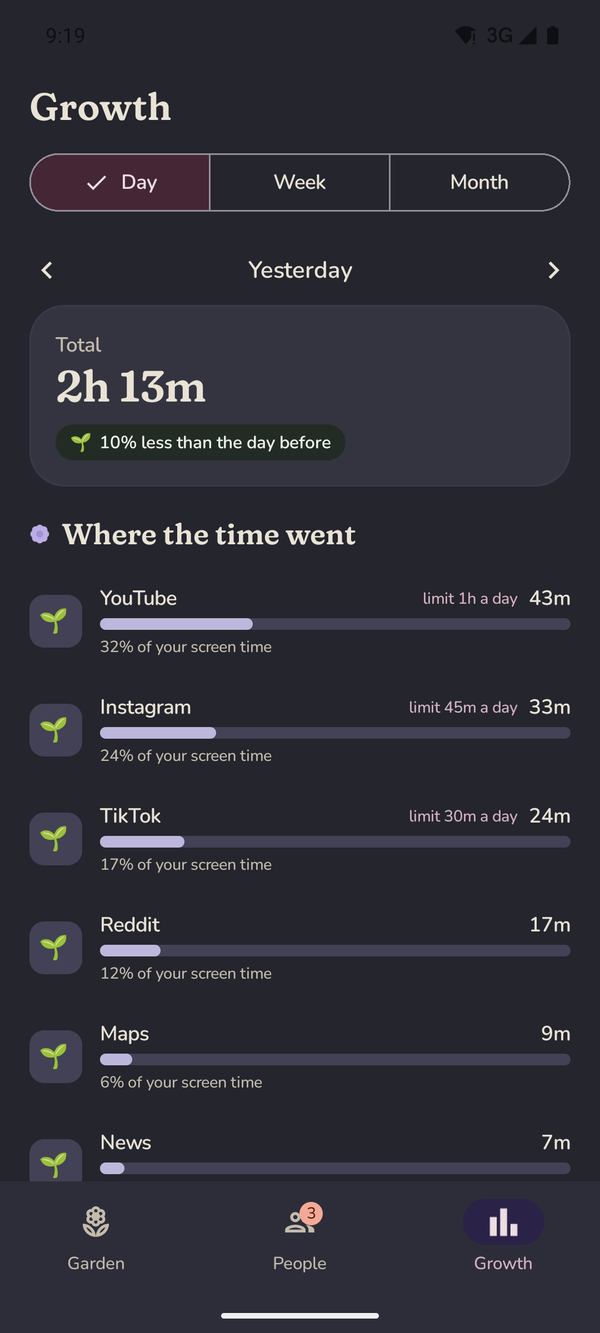 9:19
3G
Growth
Day
Week
Month
Yesterday
Total
2h 13m
10% less than the day before
Where the time went
YouTube limit 1h a day 43m
32% of your screen time
Instagram limit 45m a day 33m
24% of your screen time
TikTok limit 30m a day 24m
17% of your screen time
Reddit 17m
12% of your screen time
Maps 9m
6% of your screen time
News 7m
3
Garden
People
Growth